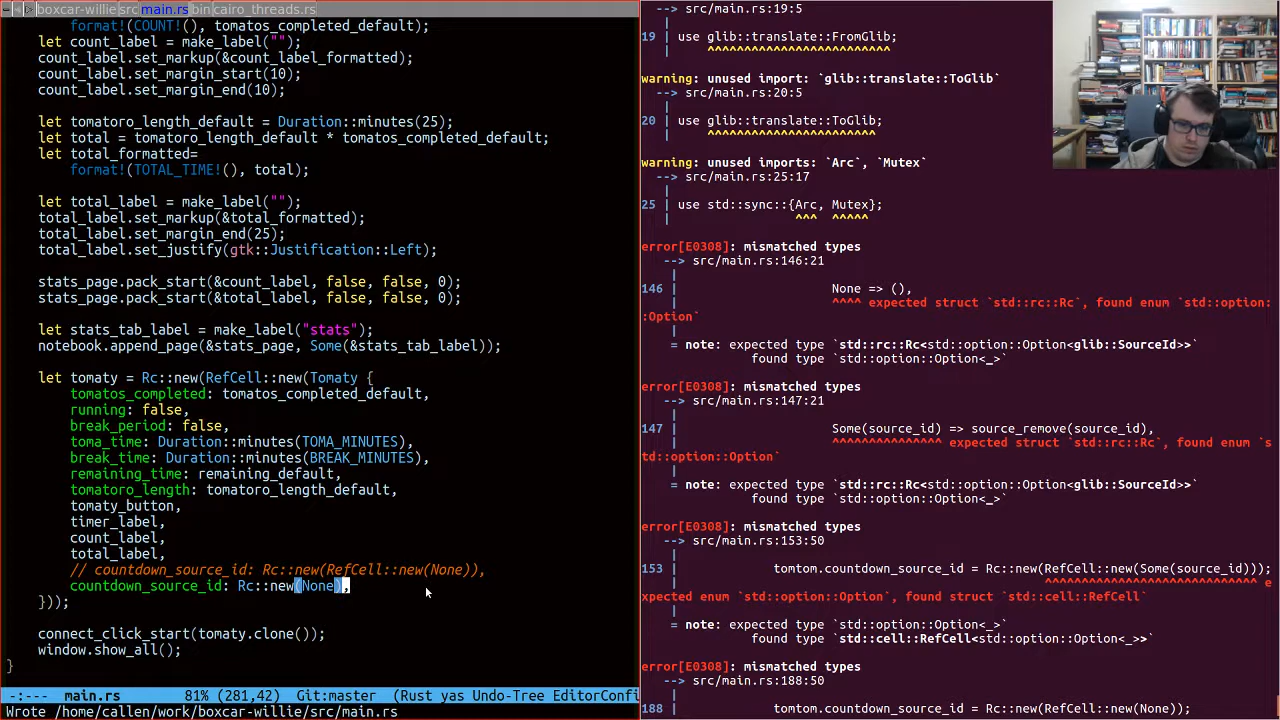 boxcar-willie src main.rs bin cairo_threads.rs
format!(COUNT!(), tomatos_completed_default);
let count_label = make_label("");
count_label.set_markup(&count_label_formatted);
count_label.set_margin_start(10);
count_label.set_margin_end(10);
let tomatoro_length_default = Duration::minutes(25);
let total = tomatoro_length_default * tomatos_completed_default;
let total_formatted=
format!(TOTAL_TIME!(), total);
let total_label = make_label("");
total_label.set_markup(&total_formatted);
total_label.set_margin_end(25);
total_label.set_justify(gtk::Justification::Left);
stats_page.pack_start(&count_label, false, false, 0);
stats_page.pack_start(&total_label, false, false, 0);
let stats_tab_label = make_label("stats");
notebook.append_page(&stats_page, Some(&stats_tab_label));
let tomaty = Rc::new(RefCell::new(Tomaty {
tomatos_completed: tomatos_completed_default,
running: false,
break_period: false,
toma_time: Duration::minutes(TOMA_MINUTES),
break_time: Duration::minutes(BREAK_MINUTES),
remaining_time: remaining_default,
tomatoro_length: tomatoro_length_default,
tomaty_button,
timer_label,
count_label,
total_label,
// countdown_source_id: Rc::new(RefCell::new(None)),
countdown_source_id: Rc::new(None),
}));
connect_click_start(tomaty.clone());
window.show_all();
}
-:--- main.rs 81% (281,42) Git:master (Rust yas Undo-Tree EditorConfi
Wrote /home/callen/work/boxcar-willie/src/main.rs
--> src/main.rs:19:5
|
19 | use glib::translate::FromGlib;
| ^^^^^^^^^^^^^^^^^^^^^^^^^
warning: unused import: `glib::translate::ToGlib`
--> src/main.rs:20:5
|
20 | use glib::translate::ToGlib;
| ^^^^^^^^^^^^^^^^^^^^^^^
warning: unused imports: `Arc`, `Mutex`
--> src/main.rs:25:17
|
25 | use std::sync::{Arc, Mutex};
| ^^^ ^^^^^
error[E0308]: mismatched types
--> src/main.rs:146:21
|
146 | None => (),
| ^^^^ expected struct `std::rc::Rc`, found enum `std::option:
:Option`
|
= note: expected type `std::rc::Rc<std::option::Option<glib::SourceId>>`
found type `std::option::Option<_>`
error[E0308]: mismatched types
--> src/main.rs:147:21
|
147 | Some(source_id) => source_remove(source_id),
| ^^^^^^^^^^^^^^^ expected struct `std::rc::Rc`, found enum `s
td::option::Option`
|
= note: expected type `std::rc::Rc<std::option::Option<glib::SourceId>>`
found type `std::option::Option<_>`
error[E0308]: mismatched types
--> src/main.rs:153:50
|
153 | tomtom.countdown_source_id = Rc::new(RefCell::new(Some(source_id)));
| ^^^^^^^^^^^^^^^^^^^^^^^^^^^^^ e
xpected enum `std::option::Option`, found struct `std::cell::RefCell`
|
= note: expected type `std::option::Option<_>`
found type `std::cell::RefCell<std::option::Option<_>>`
error[E0308]: mismatched types
--> src/main.rs:188:50
|
188 | tomtom.countdown_source_id = Rc::new(RefCell::new(None));